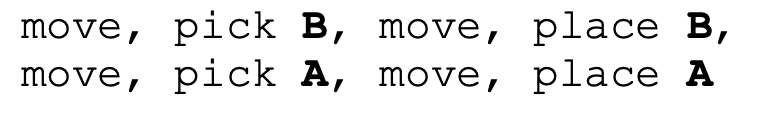 move, pick B, move, place B,
move, pick A, move, place A